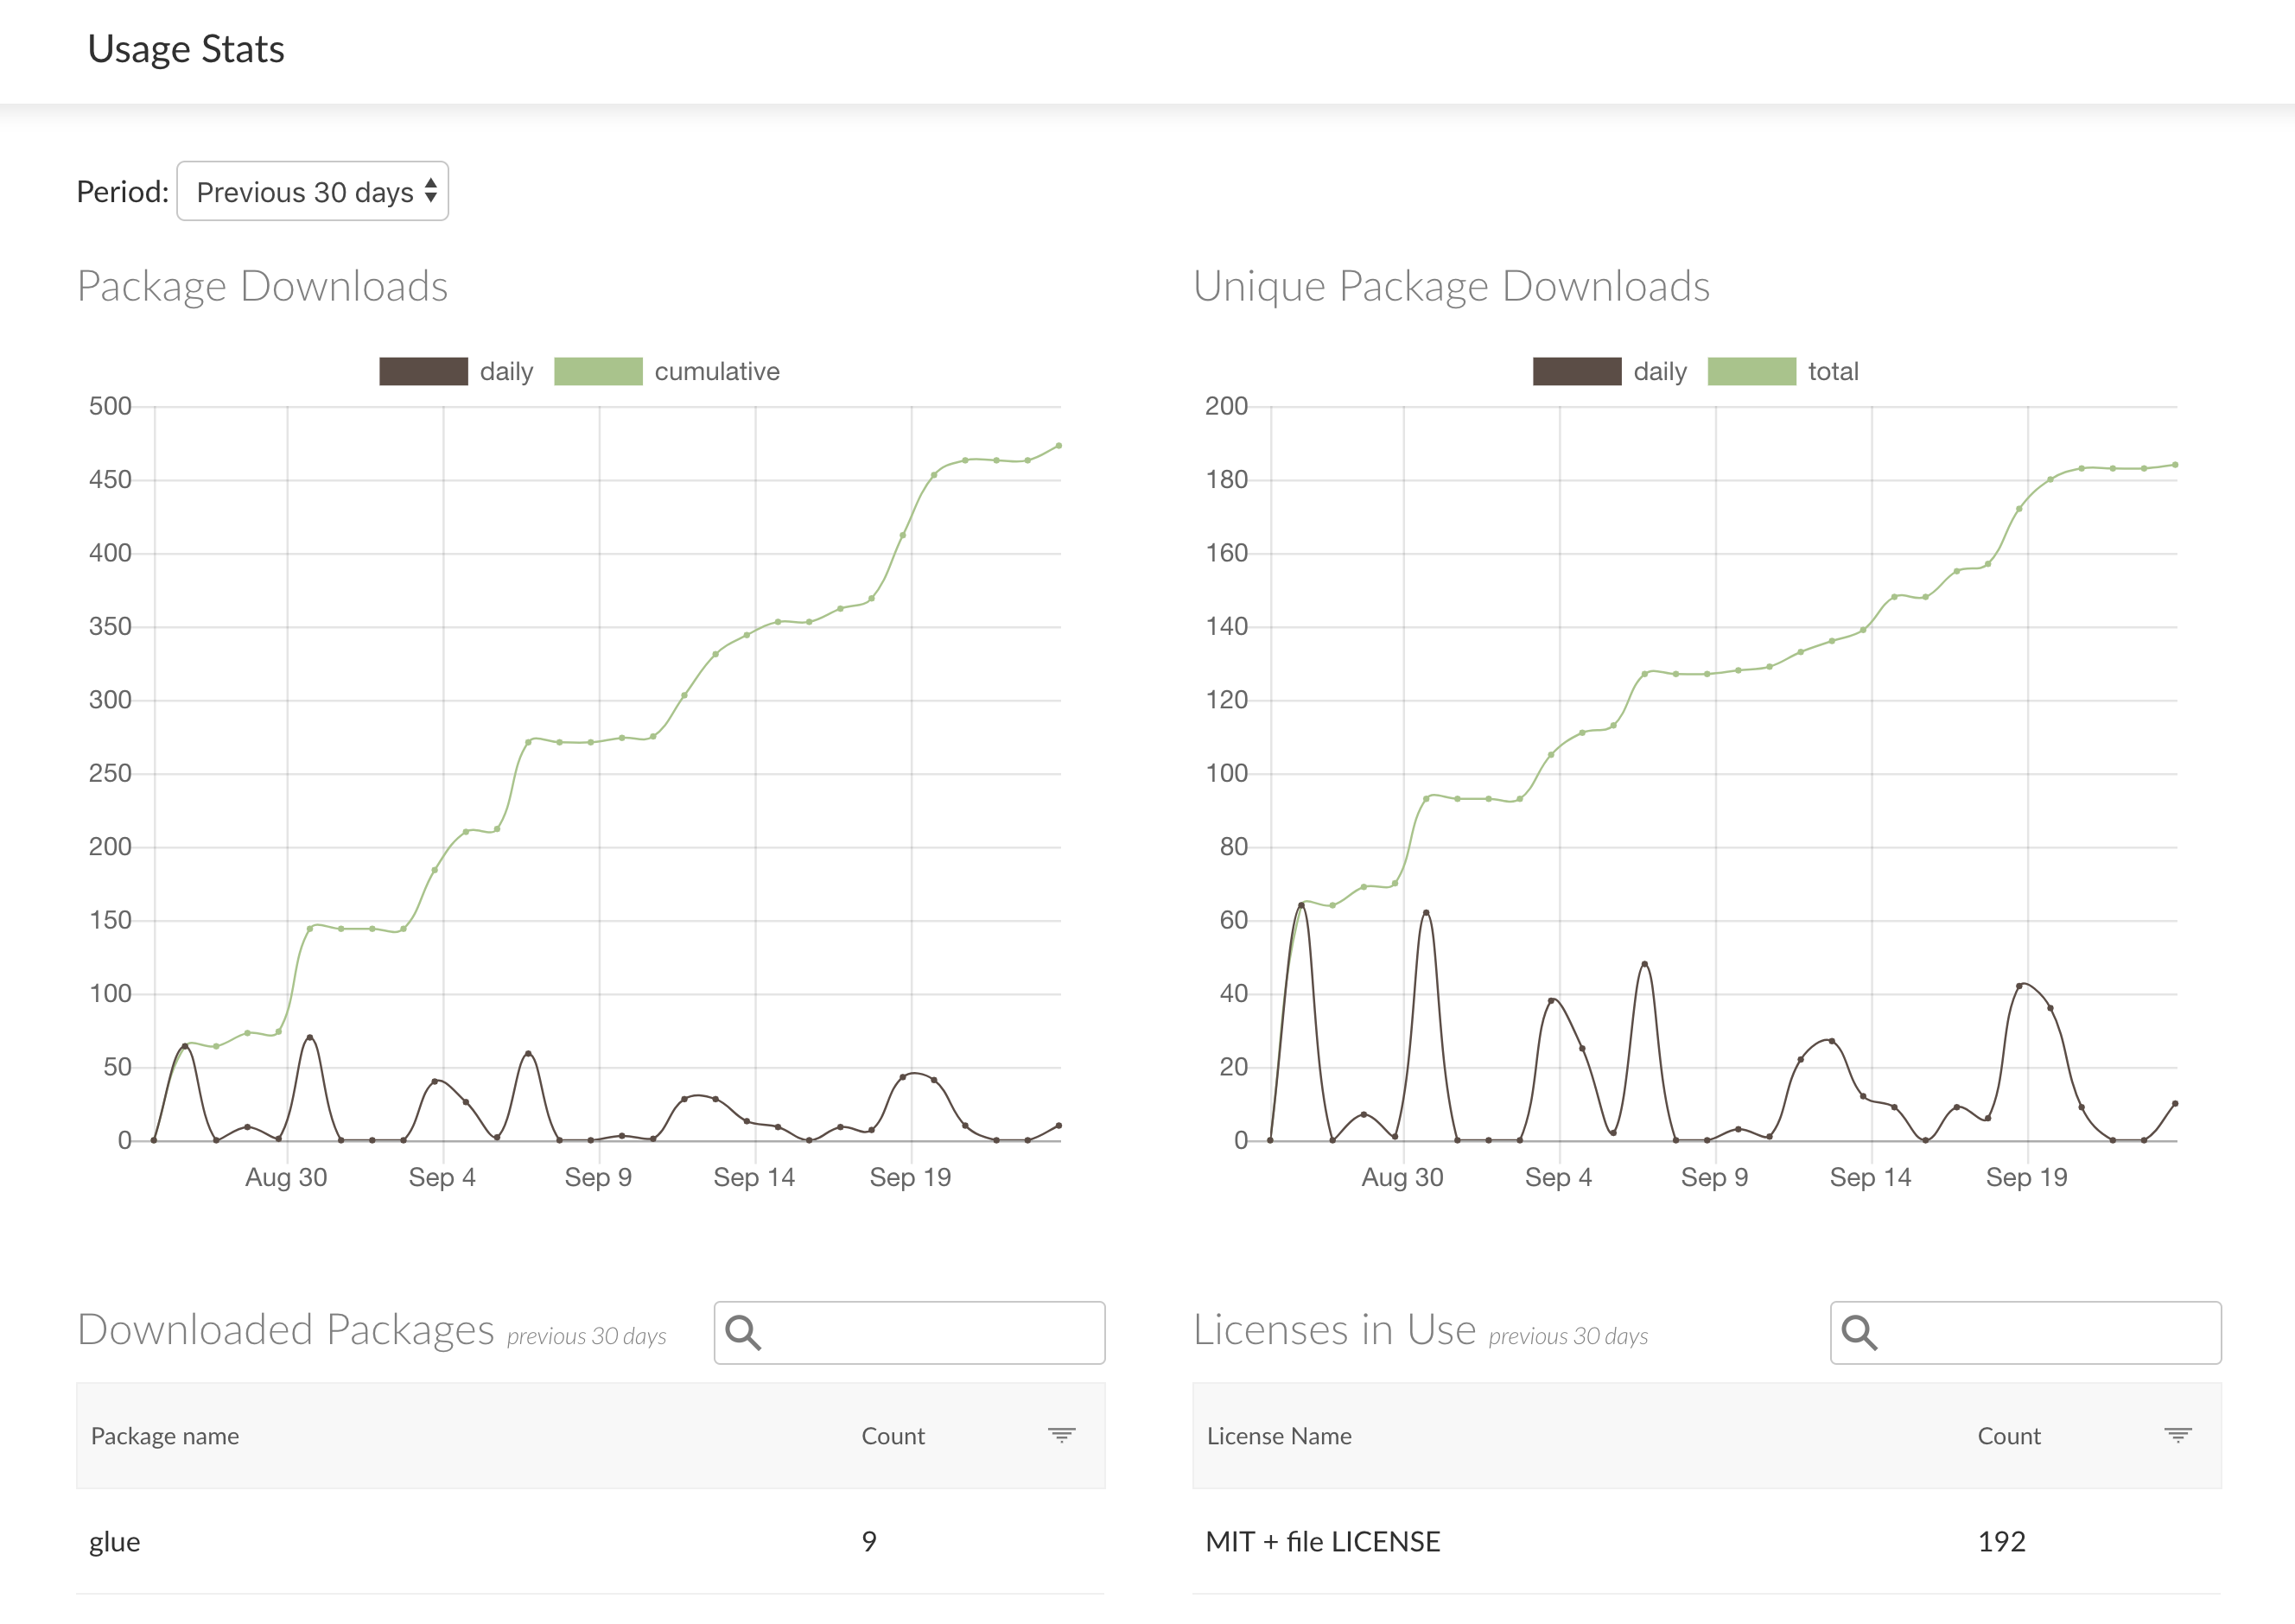 Usage Stats
Period: Previous 30 days
Package Downloads
daily cumulative
500
450
400
350
300
250
200
150
100
50
0
Aug 30 Sep 4 Sep 9 Sep 14 Sep 19
Unique Package Downloads
daily total
200
180
160
140
120
100
80
60
40
20
0
Aug 30 Sep 4 Sep 9 Sep 14 Sep 19
Downloaded Packages previous 30 days
Package name Count
glue 9
Licenses in Use previous 30 days
License Name Count
MIT + file LICENSE 192